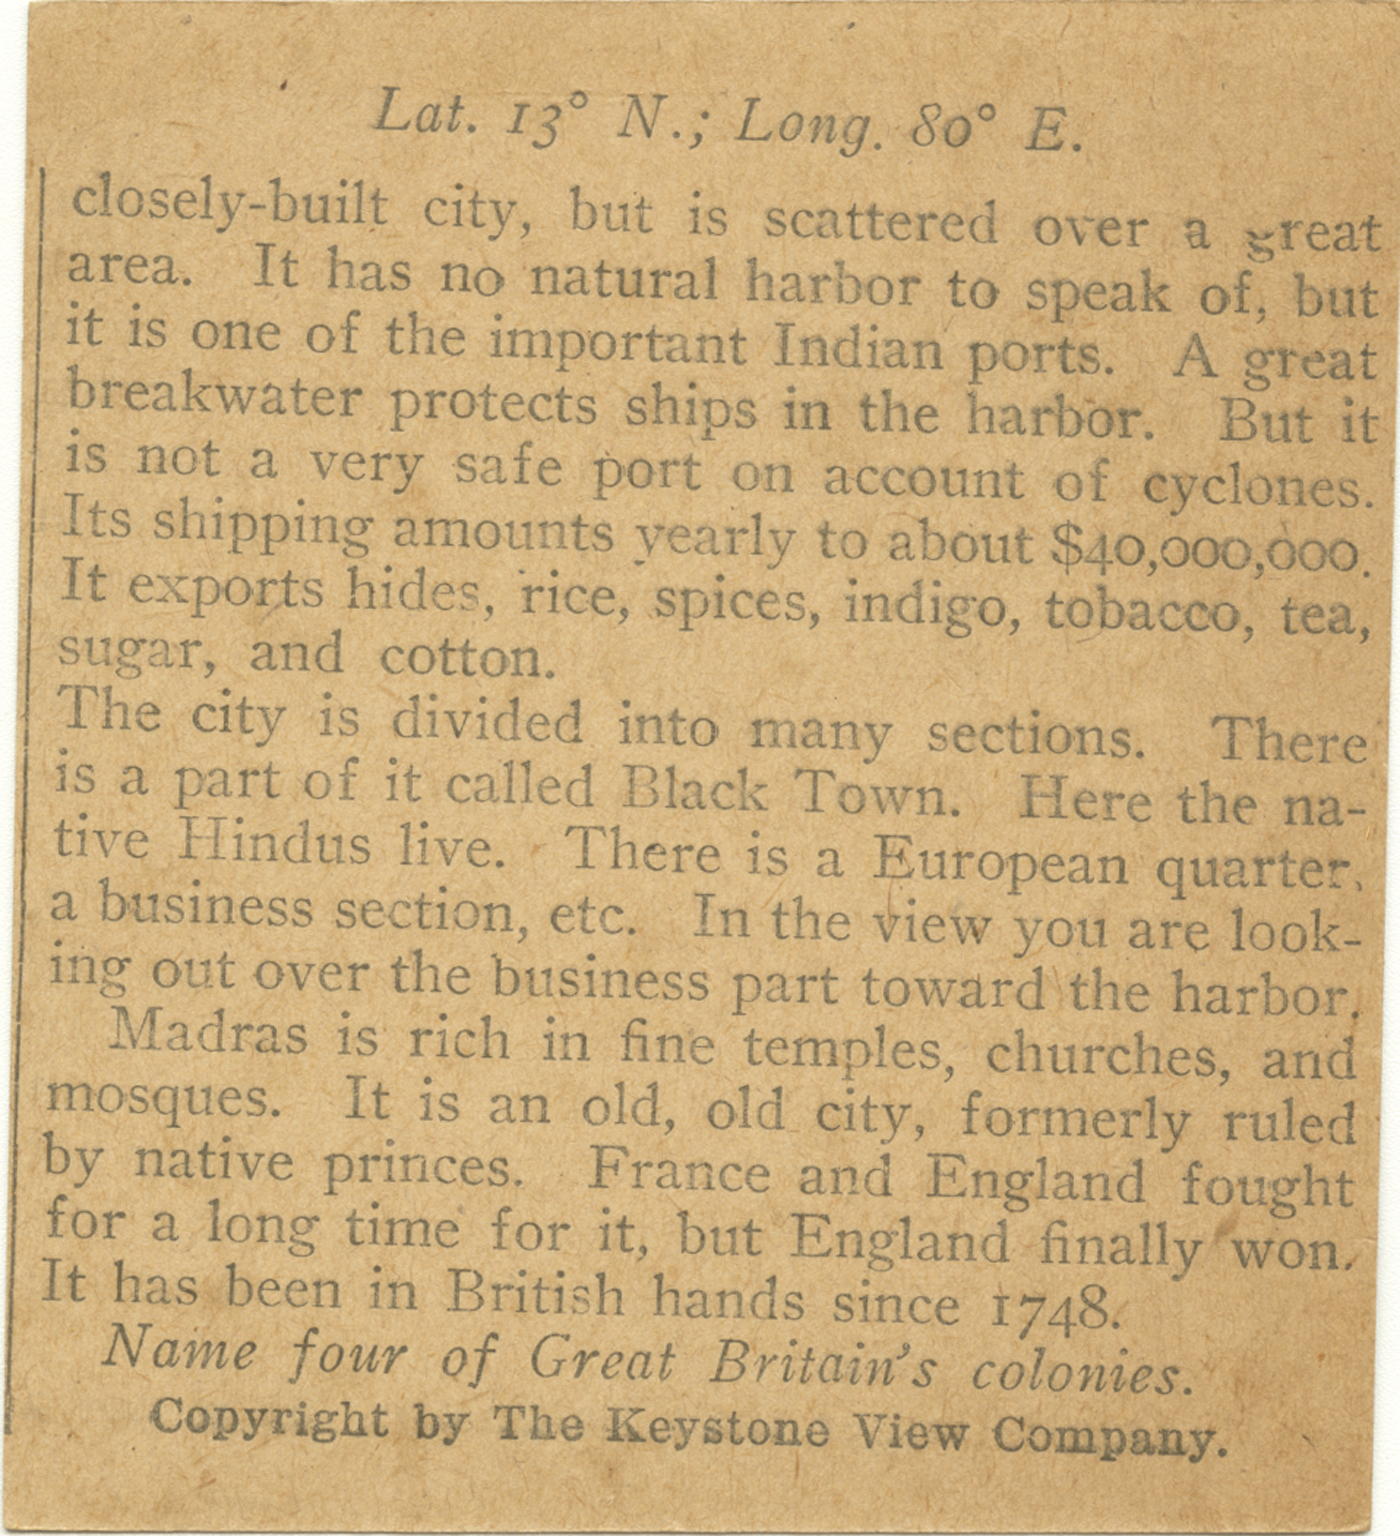 Lat. 13° N.; Long. 80° E.
closely-built city, but is scattered over a great
area. It has no natural harbor to speak of, but
it is one of the important Indian ports. A great
breakwater protects ships in the harbor. But it
is not a very safe port on account of cyclones.
Its shipping amounts yearly to about $40,000,000.
It exports hides, rice, spices, indigo, tobacco, tea,
sugar, and cotton.
The city is divided into many sections. There
is a part of it called Black Town. Here the na-
tive Hindus live. There is a European quarter,
a business section, etc. In the view you are look-
ing out over the business part toward the harbor.
Madras is rich in fine temples, churches, and
mosques. It is an old, old city, formerly ruled
by native princes. France and England fought
for a long time for it, but England finally won.
It has been in British hands since 1748.
Name four of Great Britain's colonies.
Copyright by The Keystone View Company.